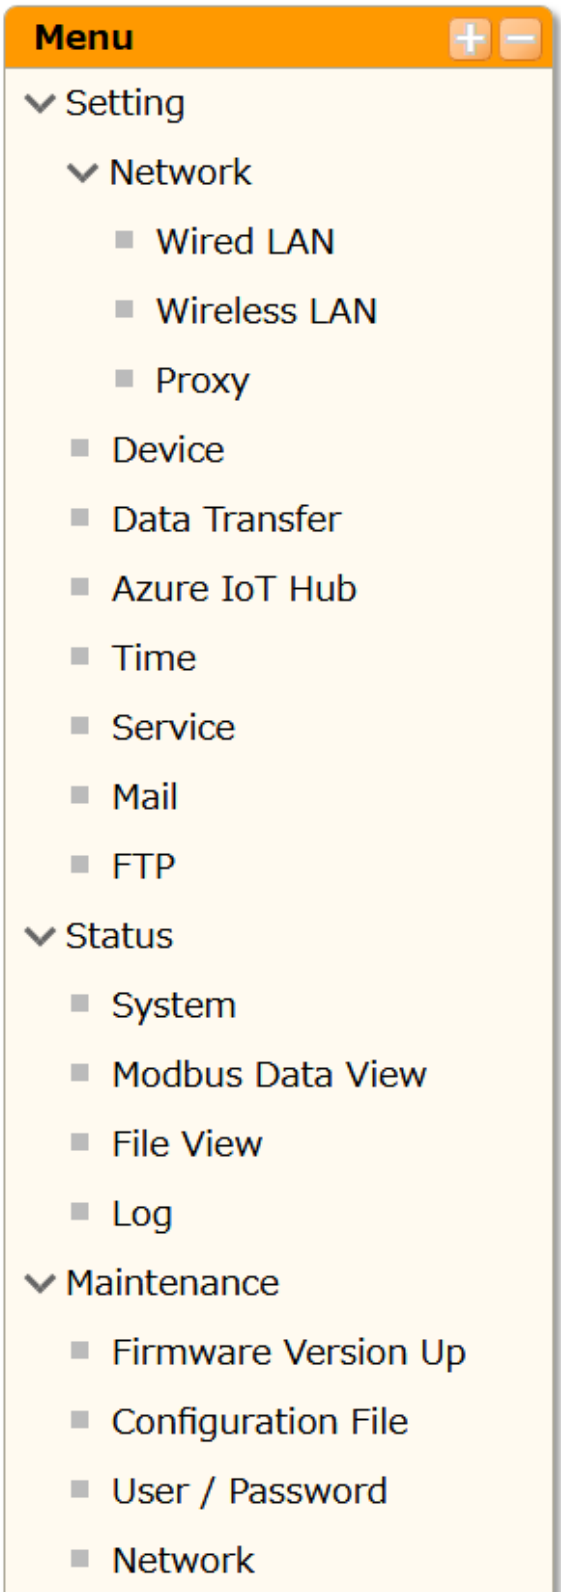 Menu
Setting
Network
Wired LAN
Wireless LAN
Proxy
Device
Data Transfer
Azure IoT Hub
Time
Service
Mail
FTP
Status
System
Modbus Data View
File View
Log
Maintenance
Firmware Version Up
Configuration File
User / Password
Network